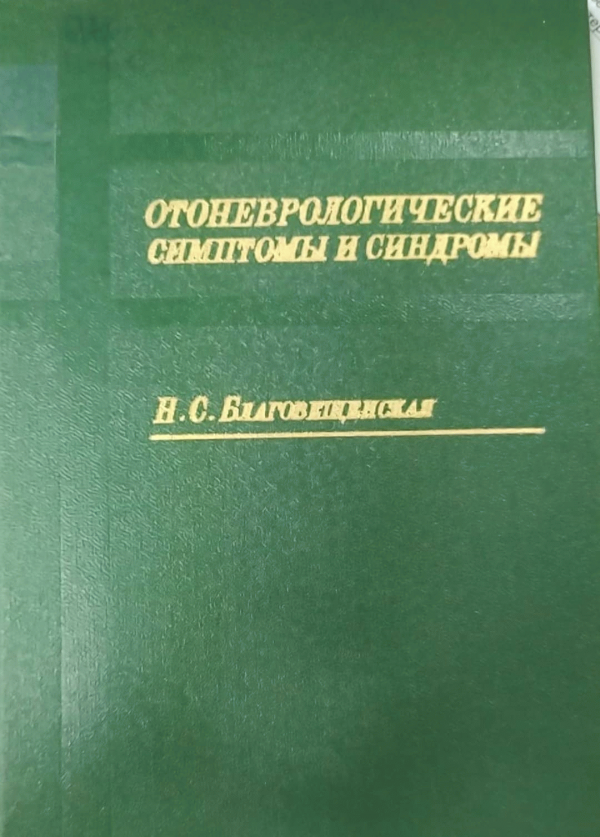 ОТОНЕВРОЛОГИЧЕСКИЕ
СИМПТОМЫ И СИНДРОМЫ
Н.С.Благовещенская